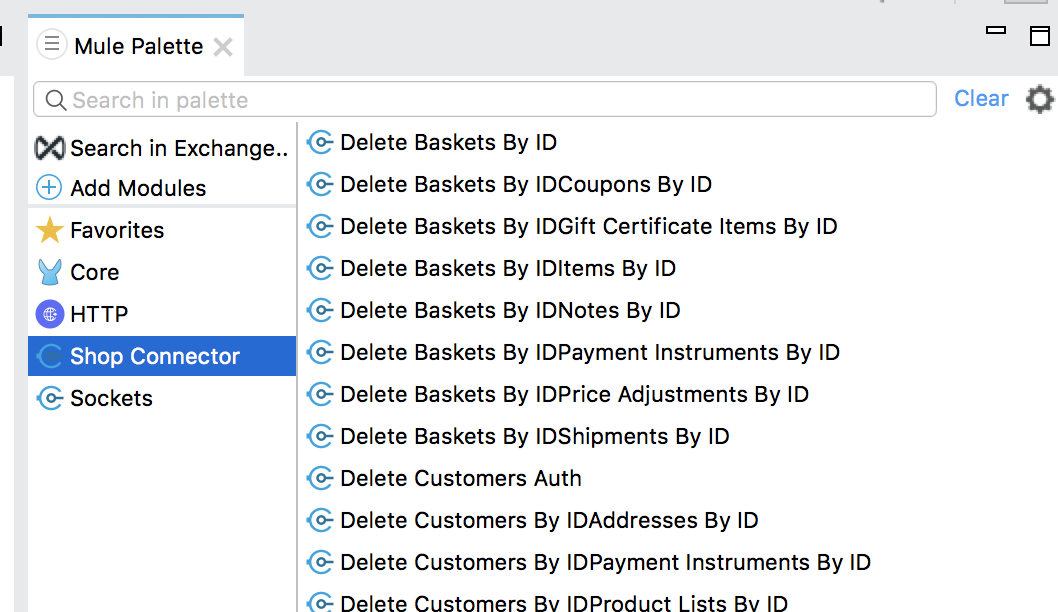 Mule Palette
Search in palette
Clear
Search in Exchange..
Add Modules
Favorites
Core
HTTP
Shop Connector
Sockets
Delete Baskets By ID
Delete Baskets By IDCoupons By ID
Delete Baskets By IDGift Certificate Items By ID
Delete Baskets By IDItems By ID
Delete Baskets By IDNotes By ID
Delete Baskets By IDPayment Instruments By ID
Delete Baskets By IDPrice Adjustments By ID
Delete Baskets By IDShipments By ID
Delete Customers Auth
Delete Customers By IDAddresses By ID
Delete Customers By IDPayment Instruments By ID
Delete Customers By IDProduct Lists By ID